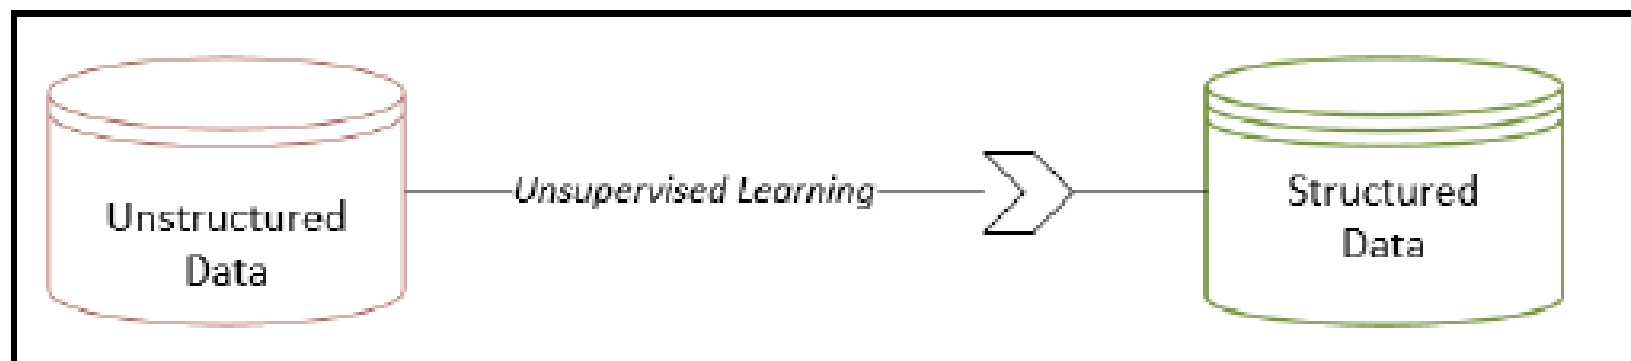 Unstructured
Data
Unsupervised Learning
Structured
Data